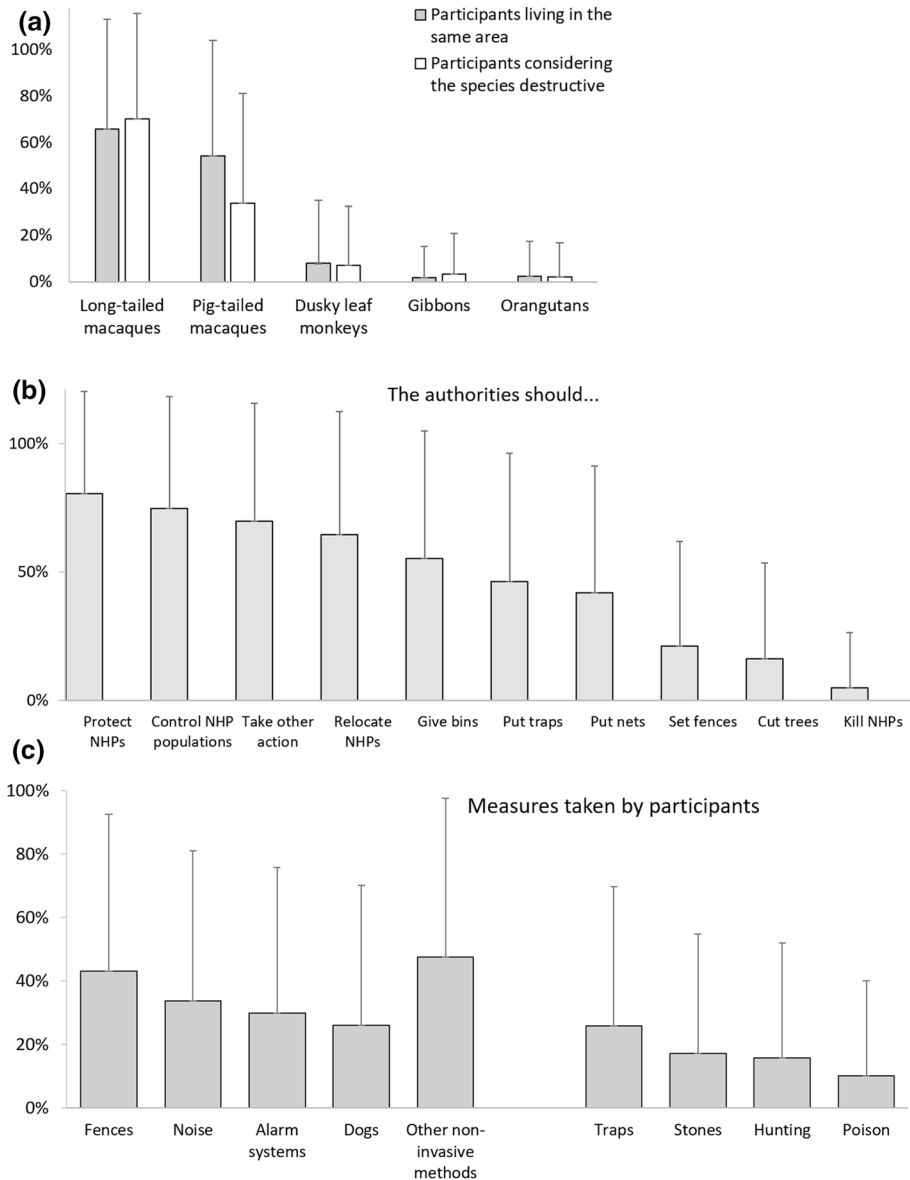 (a)
Participants living in the
same area
Participants considering
the species destructive
100%
80%
60%
40%
20%
0%
Long-tailed
macaques
Pig-tailed
macaques
Dusky leaf
monkeys
Gibbons
Orangutans
(b)
The authorities should...
100%
50%
0%
Protect
NHPs
Control NHP
populations
Take other
action
Relocate
NHPs
Give bins
Put traps
Put nets
Set fences
Cut trees
Kill NHPs
(c)
Measures taken by participants
100%
80%
60%
40%
20%
0%
Fences
Noise
Alarm
systems
Dogs
Other non-
invasive
methods
Traps
Stones
Hunting
Poison